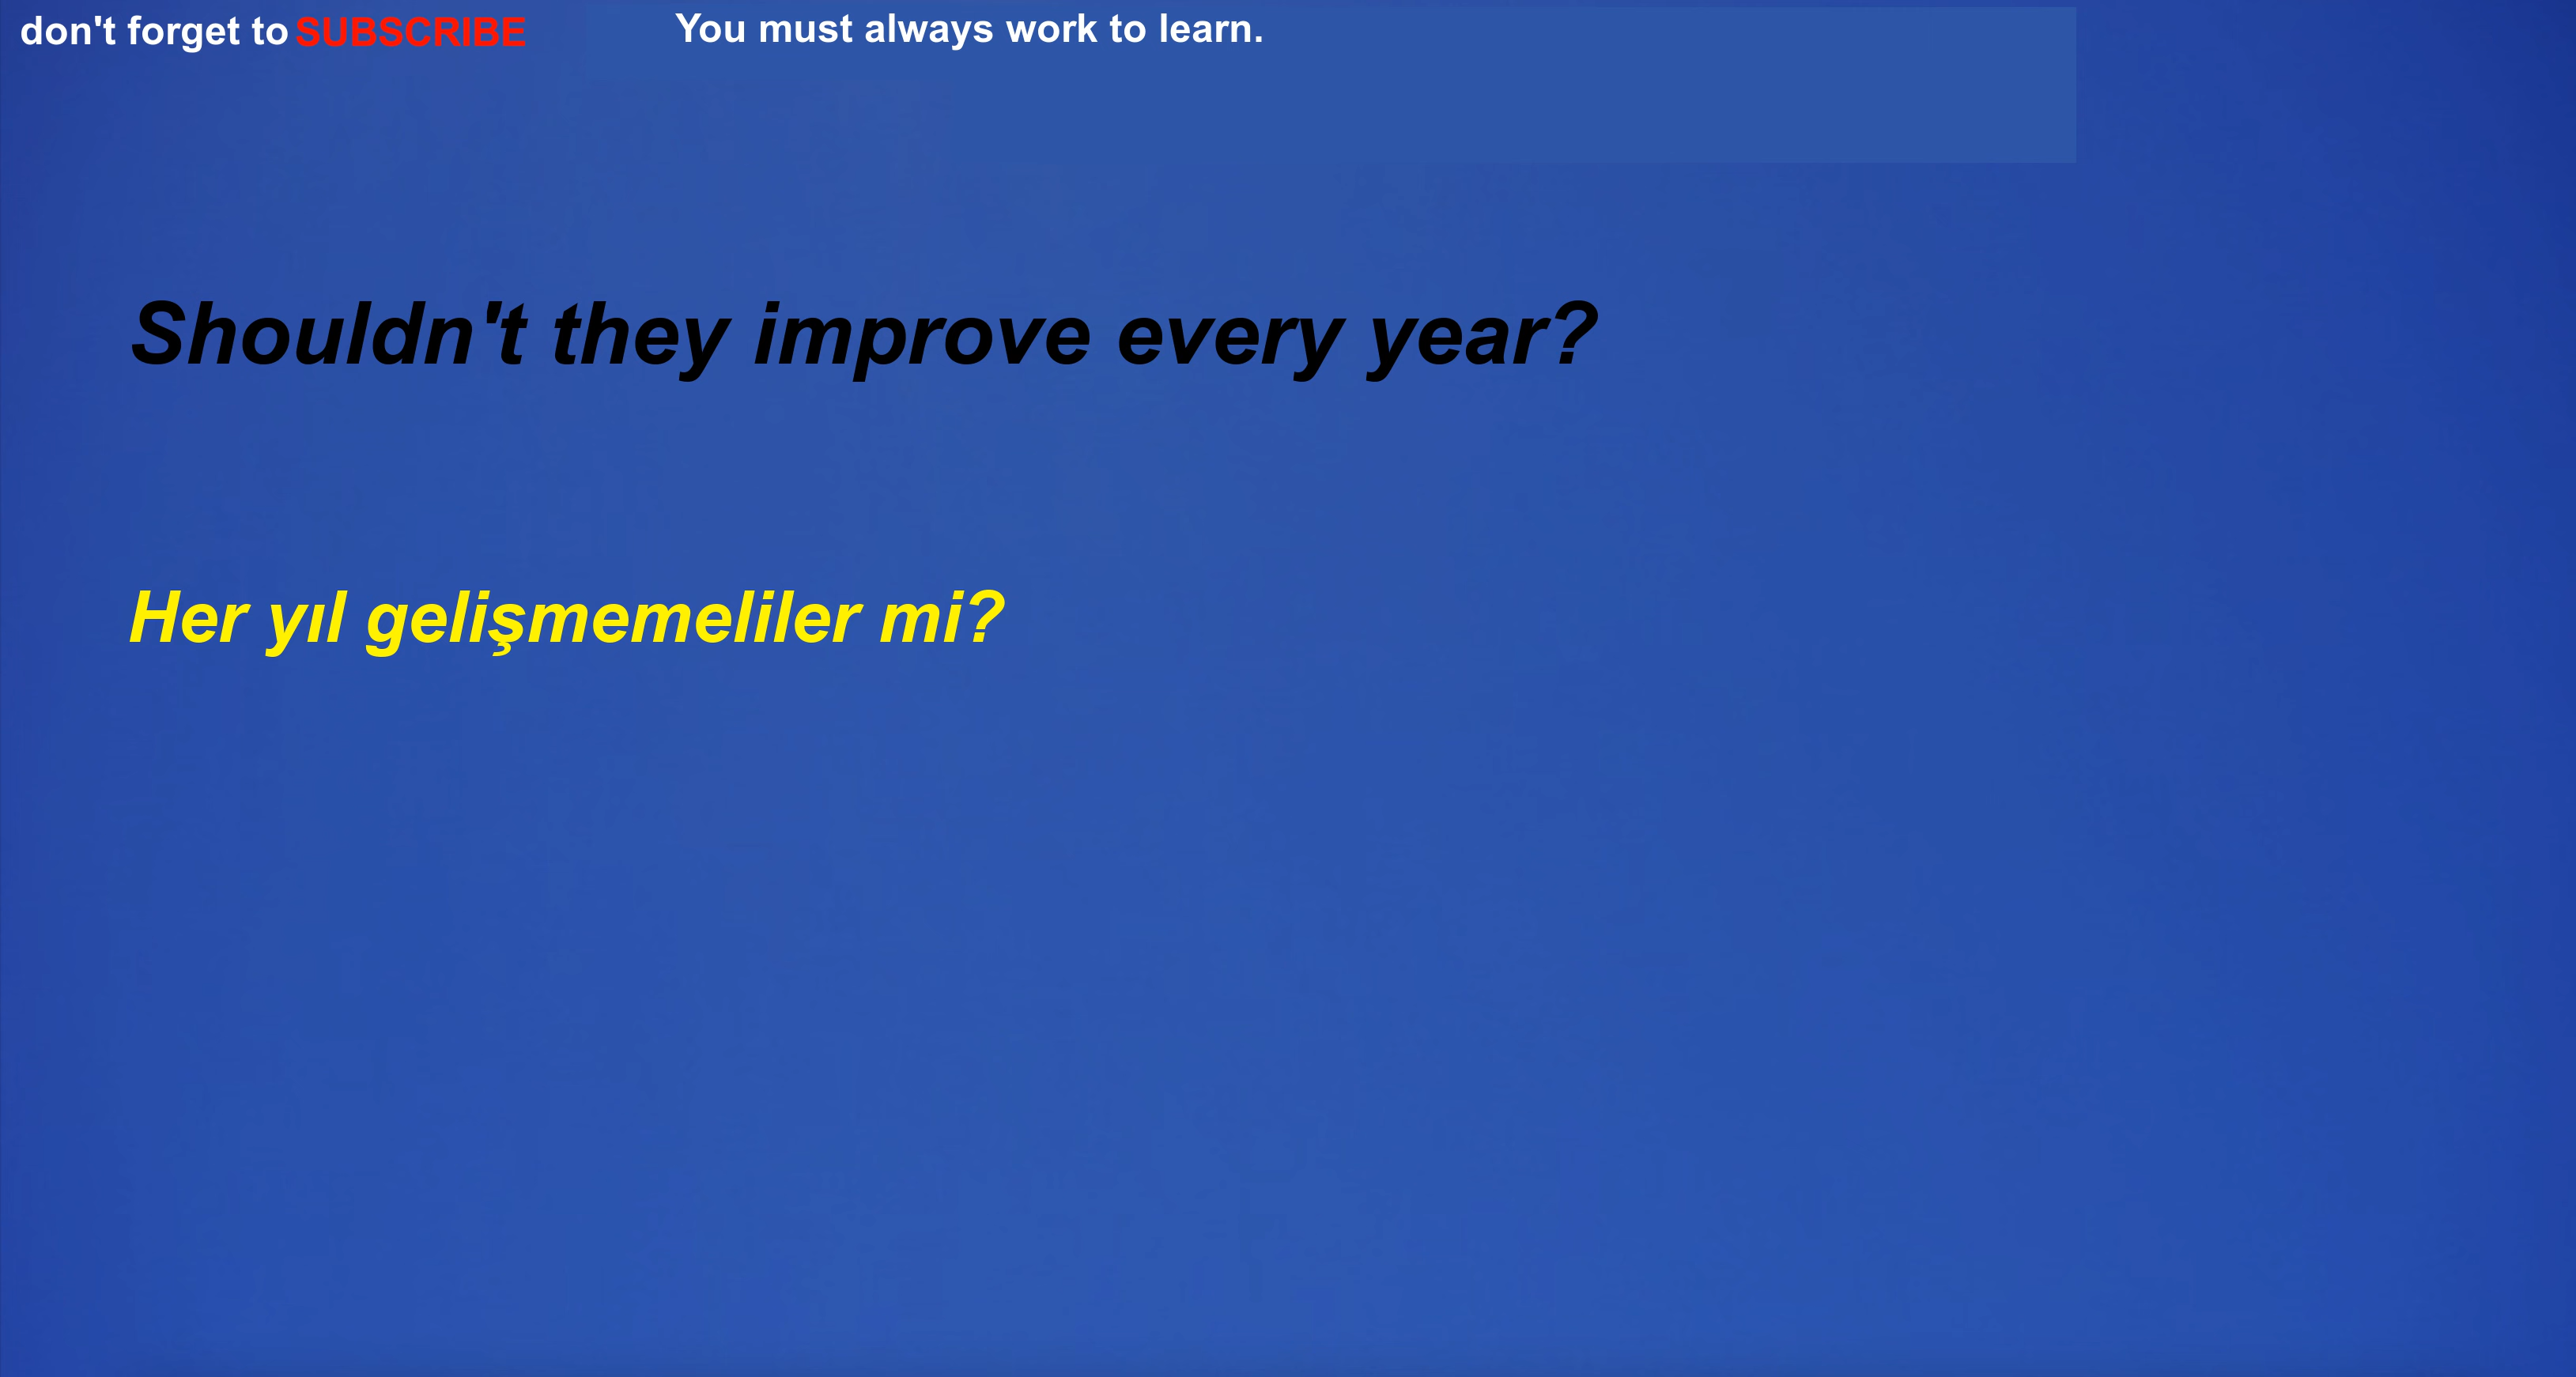 don't forget to SUBSCRIBE
You must always work to learn.
Shouldn't they improve every year?
Her yıl gelişmemeliler mi?